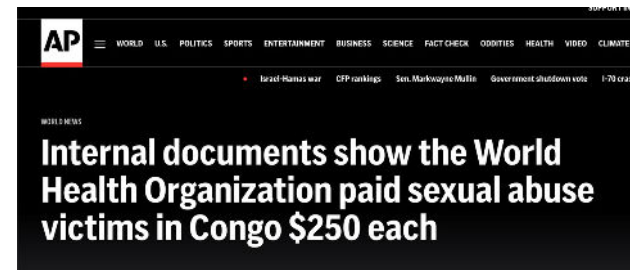 AP
WORLD U.S. POLITICS SPORTS ENTERTAINMENT BUSINESS SCIENCE FACT CHECK ODDITIES HEALTH VIDEO CLIMATE
Israel-Hamas war CFP rankings Sen. Markwayne Mullin Government shutdown vote I-70
WORLD NEWS
Internal documents show the World
Health Organization paid sexual abuse
victims in Congo $250 each